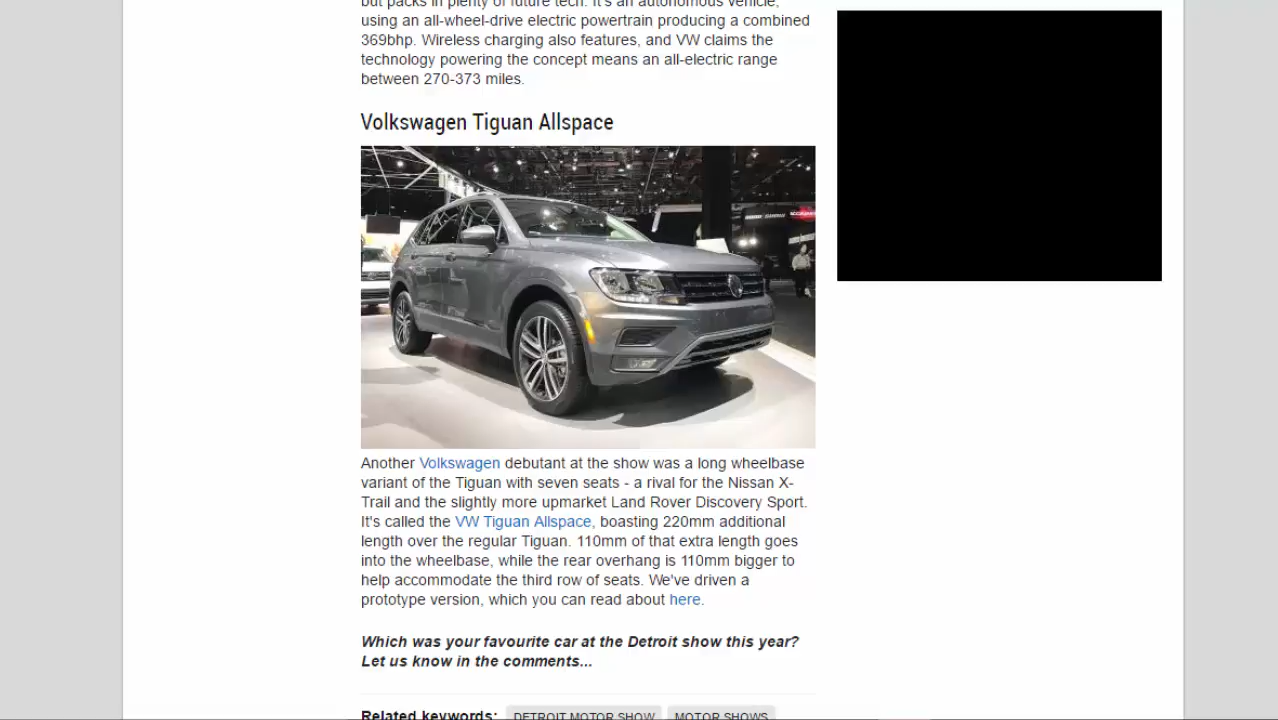 but packs in plenty of future tech. It's an autonomous vehicle,
using an all-wheel-drive electric powertrain producing a combined
369bhp. Wireless charging also features, and VW claims the
technology powering the concept means an all-electric range
between 270-373 miles.
Volkswagen Tiguan Allspace
Another Volkswagen debutant at the show was a long wheelbase
variant of the Tiguan with seven seats - a rival for the Nissan X-
Trail and the slightly more upmarket Land Rover Discovery Sport.
It's called the VW Tiguan Allspace, boasting 220mm additional
length over the regular Tiguan. 110mm of that extra length goes
into the wheelbase, while the rear overhang is 110mm bigger to
help accommodate the third row of seats. We've driven a
prototype version, which you can read about here.
Which was your favourite car at the Detroit show this year?
Let us know in the comments...
Related keywords: DETROIT MOTOR SHOW MOTOR SHOWS